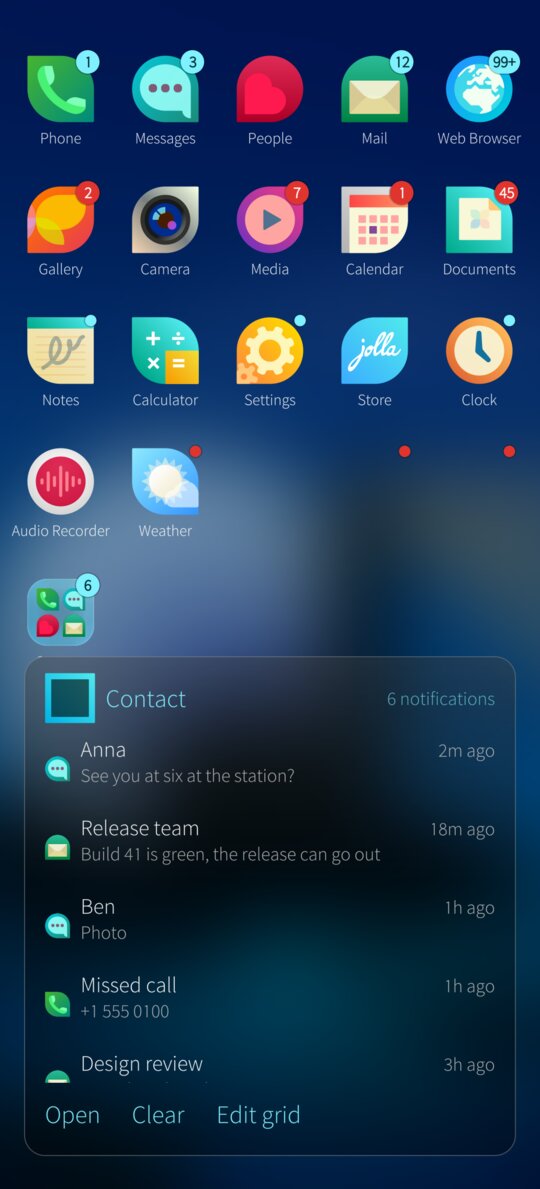 1
3
12
99+
Phone
Messages
People
Mail
Web Browser
2
7
1
45
Gallery
Camera
Media
Calendar
Documents
jolla
Notes
Calculator
Settings
Store
Clock
Audio Recorder
Weather
6
Contact
6 notifications
Anna
2m ago
See you at six at the station?
Release team
18m ago
Build 41 is green, the release can go out
Ben
1h ago
Photo
Missed call
1h ago
+1 555 0100
Design review
3h ago
Open
Clear
Edit grid